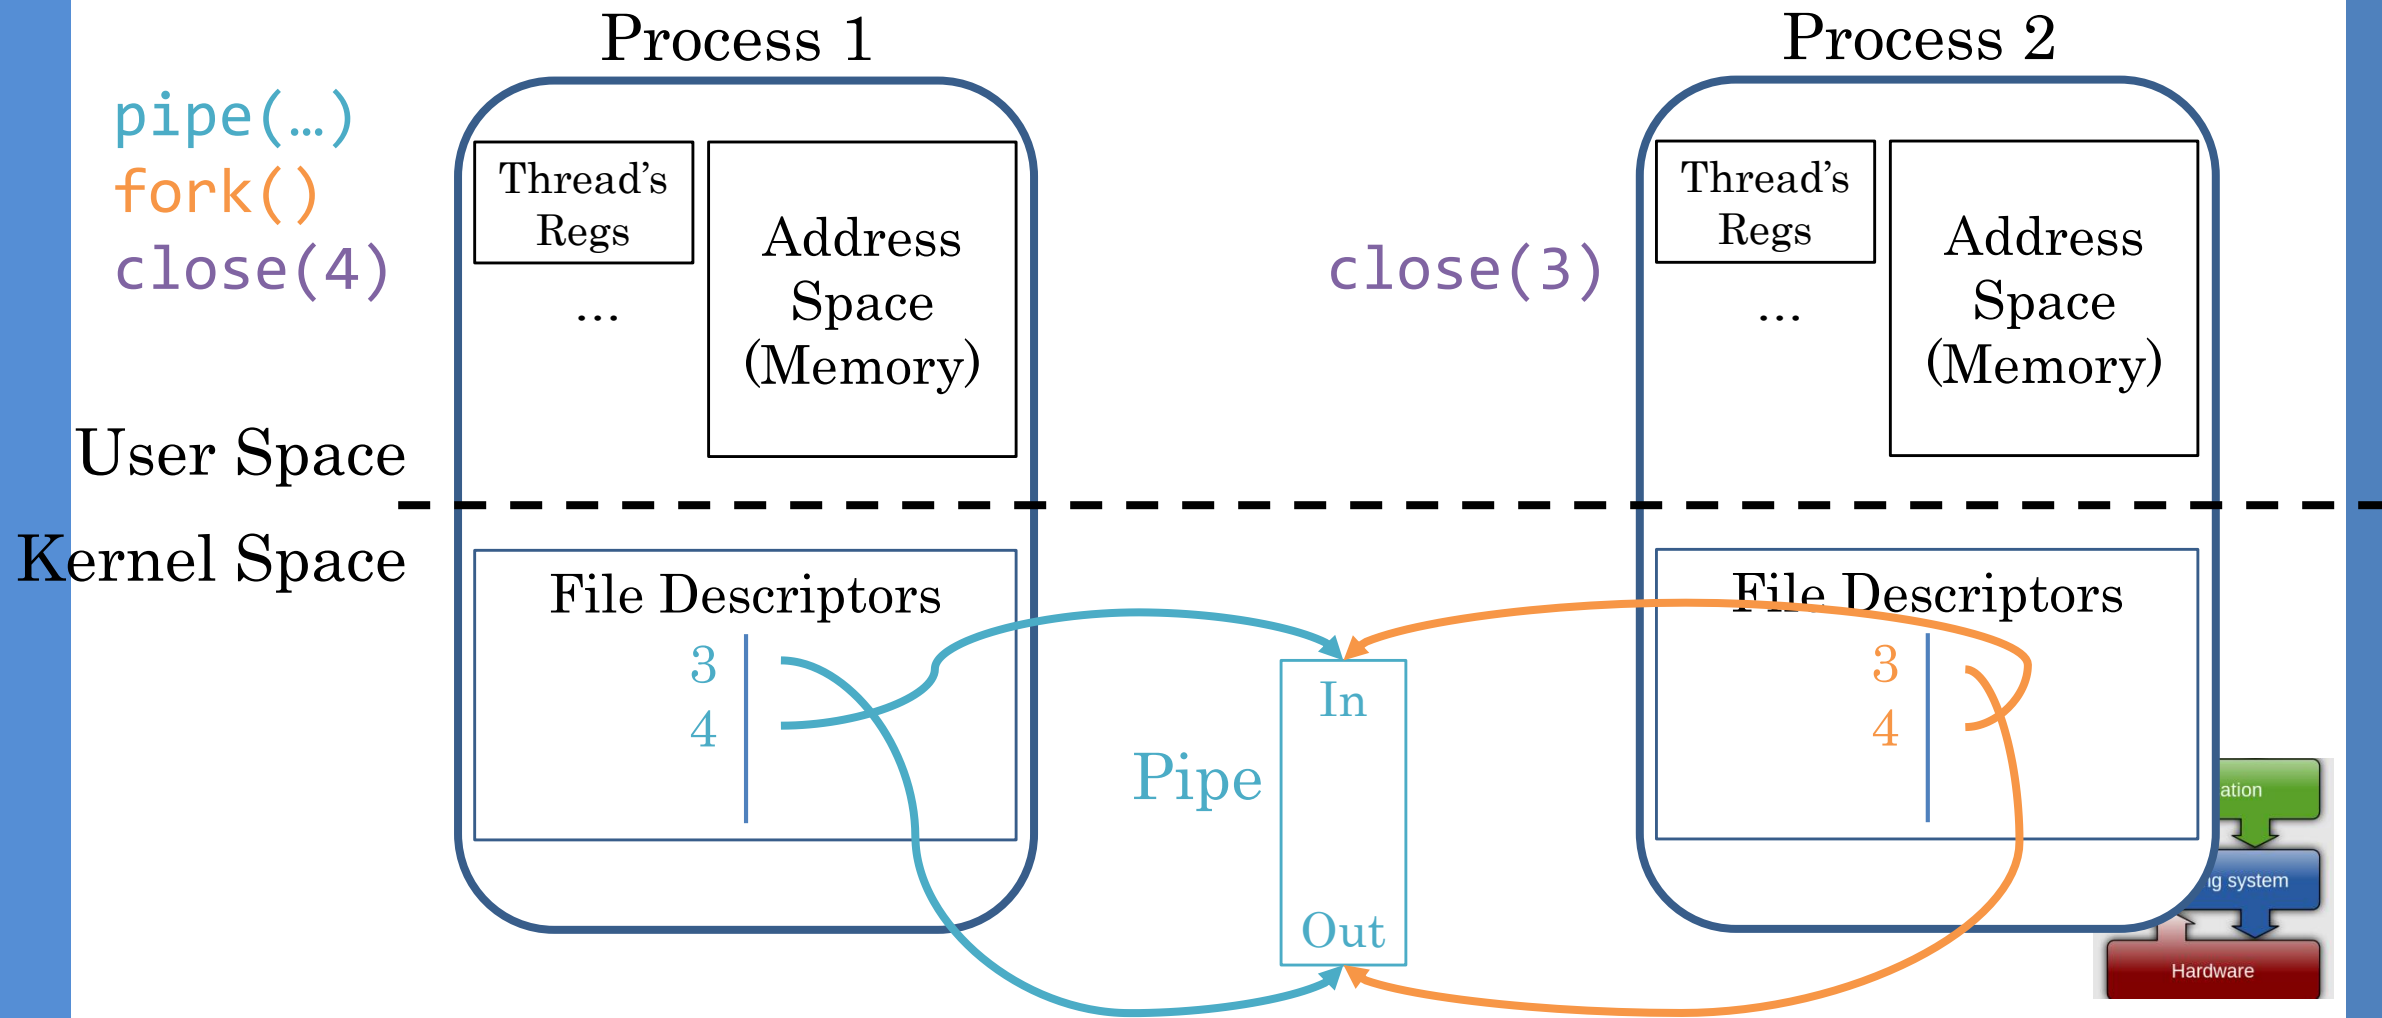 Process 1
Process 2
pipe(…)
fork()
close(4)
Thread’s
Regs
...
Address
Space
(Memory)
close(3)
Thread’s
Regs
...
Address
Space
(Memory)
User Space
Kernel Space
File Descriptors
3
4
Pipe
In
Out
File Descriptors
3
4
ation
ng system
Hardware